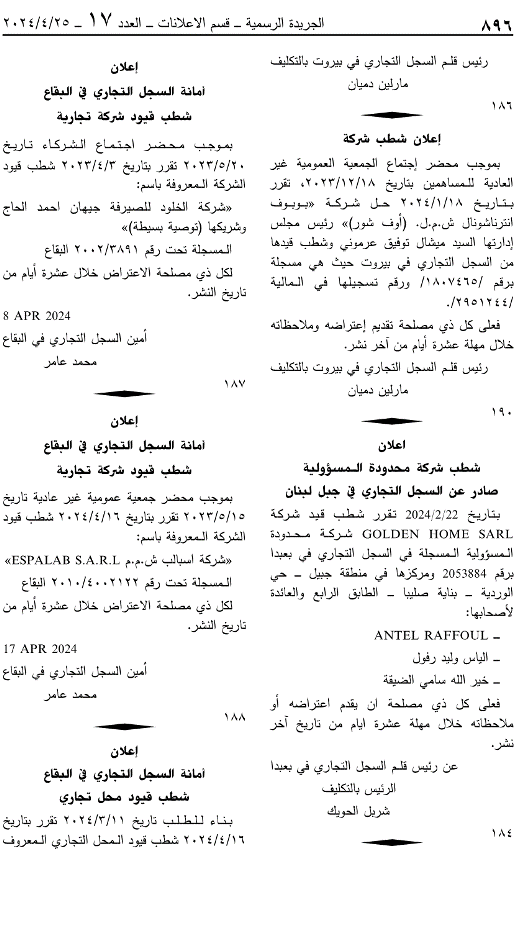 ٨٩٦
الجريدة الرسمية ــ قسم الاعلانات ــ العدد ١٧ ــ ٢٠٢٤/٤/٢٥
رئيس قلم السجل التجاري في بيروت بالتكليف
مارلين دميان
١٨٦
إعلان شطب شركة
بموجب محضر إجتماع الجمعية العمومية غير
العادية للمساهمين بتاريخ ٢٠٢٣/١٢/١٨، تقرر
بتاريخ ٢٠٢٤/١/١٨ حل شركة «بوبوف
انترناشونال ش.م.ل. (أوف شور)» رئيس مجلس
إدارتها السيد ميشال توفيق عرموني وشطب قيدها
من السجل التجاري في بيروت حيث هي مسجلة
برقم /١٨٠٧٤٦٥/ ورقم تسجيلها في المالية
/٢٩٥١٢٤٤/.
فعلى كل ذي مصلحة تقديم إعتراضه وملاحظاته
خلال مهلة عشرة أيام من آخر نشر.
رئيس قلم السجل التجاري في بيروت بالتكليف
مارلين دميان
١٩٠
اعلان
شطب شركة محدودة المسؤولية
صادر عن السجل التجاري في جبل لبنان
بتاريخ 2024/2/22 تقرر شطب قيد شركة
GOLDEN HOME SARL شركة محدودة
المسؤولية المسجلة في السجل التجاري في بعبدا
برقم 2053884 ومركزها في منطقة جبيل ــ حي
الوردية ــ بناية صليبا ــ الطابق الرابع والعائدة
لأصحابها:
ــ ANTEL RAFFOUL
ــ الياس وليد رفول
ــ خير الله سامي الضيقة
فعلى كل ذي مصلحة ان يقدم اعتراضه أو
ملاحظاته خلال مهلة عشرة ايام من تاريخ آخر
نشر.
عن رئيس قلم السجل التجاري في بعبدا
الرئيس بالتكليف
شربل الحويك
١٨٤
إعلان
أمانة السجل التجاري في البقاع
شطب قيود شركة تجارية
بموجب محضر اجتماع الشركاء تاريخ
٢٠٢٣/٥/٢٠ تقرر بتاريخ ٢٠٢٣/٤/٣ شطب قيود
الشركة المعروفة باسم:
«شركة الخلود للصيرفة جيهان احمد الحاج
وشريكها (توصية بسيطة)»
المسجلة تحت رقم ٢٠٠٢/٣٨٩١ البقاع
لكل ذي مصلحة الاعتراض خلال عشرة أيام من
تاريخ النشر.
8 APR 2024
أمين السجل التجاري في البقاع
محمد عامر
١٨٧
إعلان
أمانة السجل التجاري في البقاع
شطب قيود شركة تجارية
بموجب محضر جمعية عمومية غير عادية تاريخ
٢٠٢٣/٥/١٥ تقرر بتاريخ ٢٠٢٤/٤/١٦ شطب قيود
الشركة المعروفة باسم:
«شركة اسبالب ش.م.م ESPALAB S.A.R.L»
المسجلة تحت رقم ٢٠١٠/٤٠٠٢١٢٢ البقاع
لكل ذي مصلحة الاعتراض خلال عشرة أيام من
تاريخ النشر.
17 APR 2024
أمين السجل التجاري في البقاع
محمد عامر
١٨٨
إعلان
أمانة السجل التجاري في البقاع
شطب قيود محل تجاري
بناء للطلب تاريخ ٢٠٢٤/٣/١١ تقرر بتاريخ
٢٠٢٤/٤/١٦ شطب قيود المحل التجاري المعروف